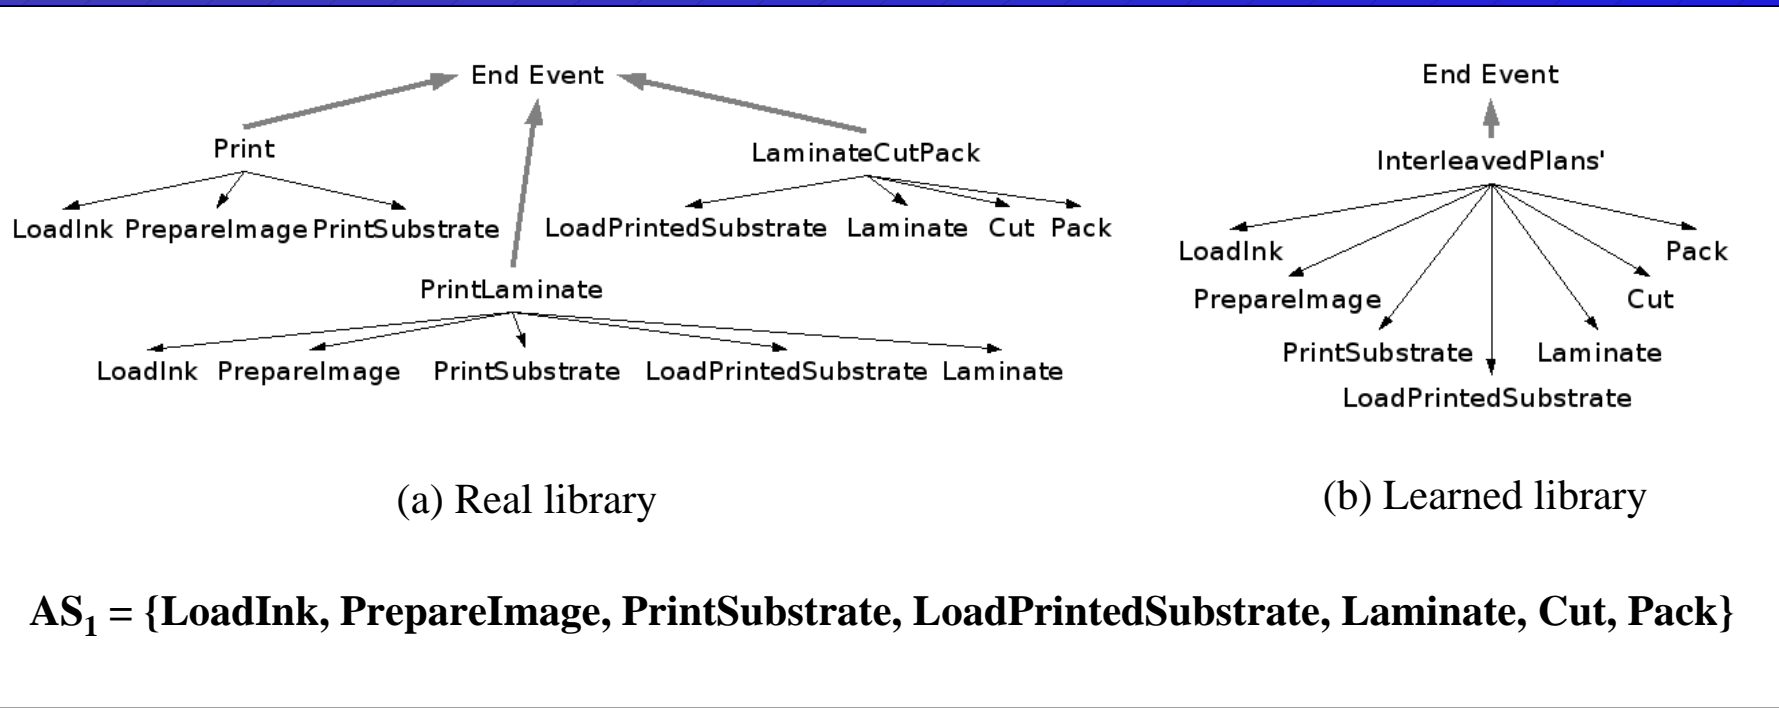 End Event
Print
LaminateCutPack
LoadInk PrepareImage PrintSubstrate
LoadPrintedSubstrate Laminate Cut Pack
PrintLaminate
LoadInk PrepareImage PrintSubstrate LoadPrintedSubstrate Laminate
(a) Real library
End Event
InterleavedPlans'
LoadInk
Pack
PrepareImage
Cut
PrintSubstrate
Laminate
LoadPrintedSubstrate
(b) Learned library
AS1 = {LoadInk, PrepareImage, PrintSubstrate, LoadPrintedSubstrate, Laminate, Cut, Pack}